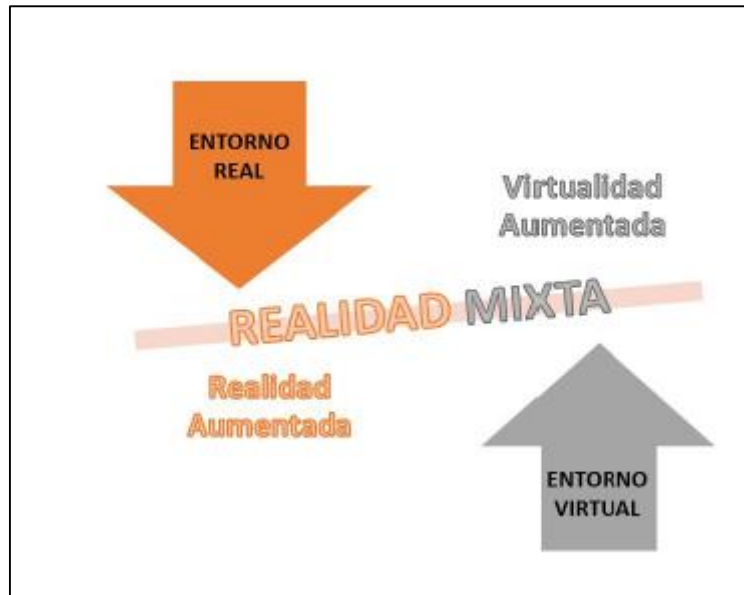 ENTORNO
REAL
Virtualidad
Aumentada
REALIDAD MIXTA
Realidad
Aumentada
ENTORNO
VIRTUAL